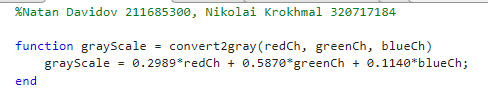 %Natan Davidov 211685300, Nikolai Krokhmal 320717184
function grayScale = convert2gray(redCh, greenCh, blueCh)
    grayScale = 0.2989*redCh + 0.5870*greenCh + 0.1140*blueCh;
end